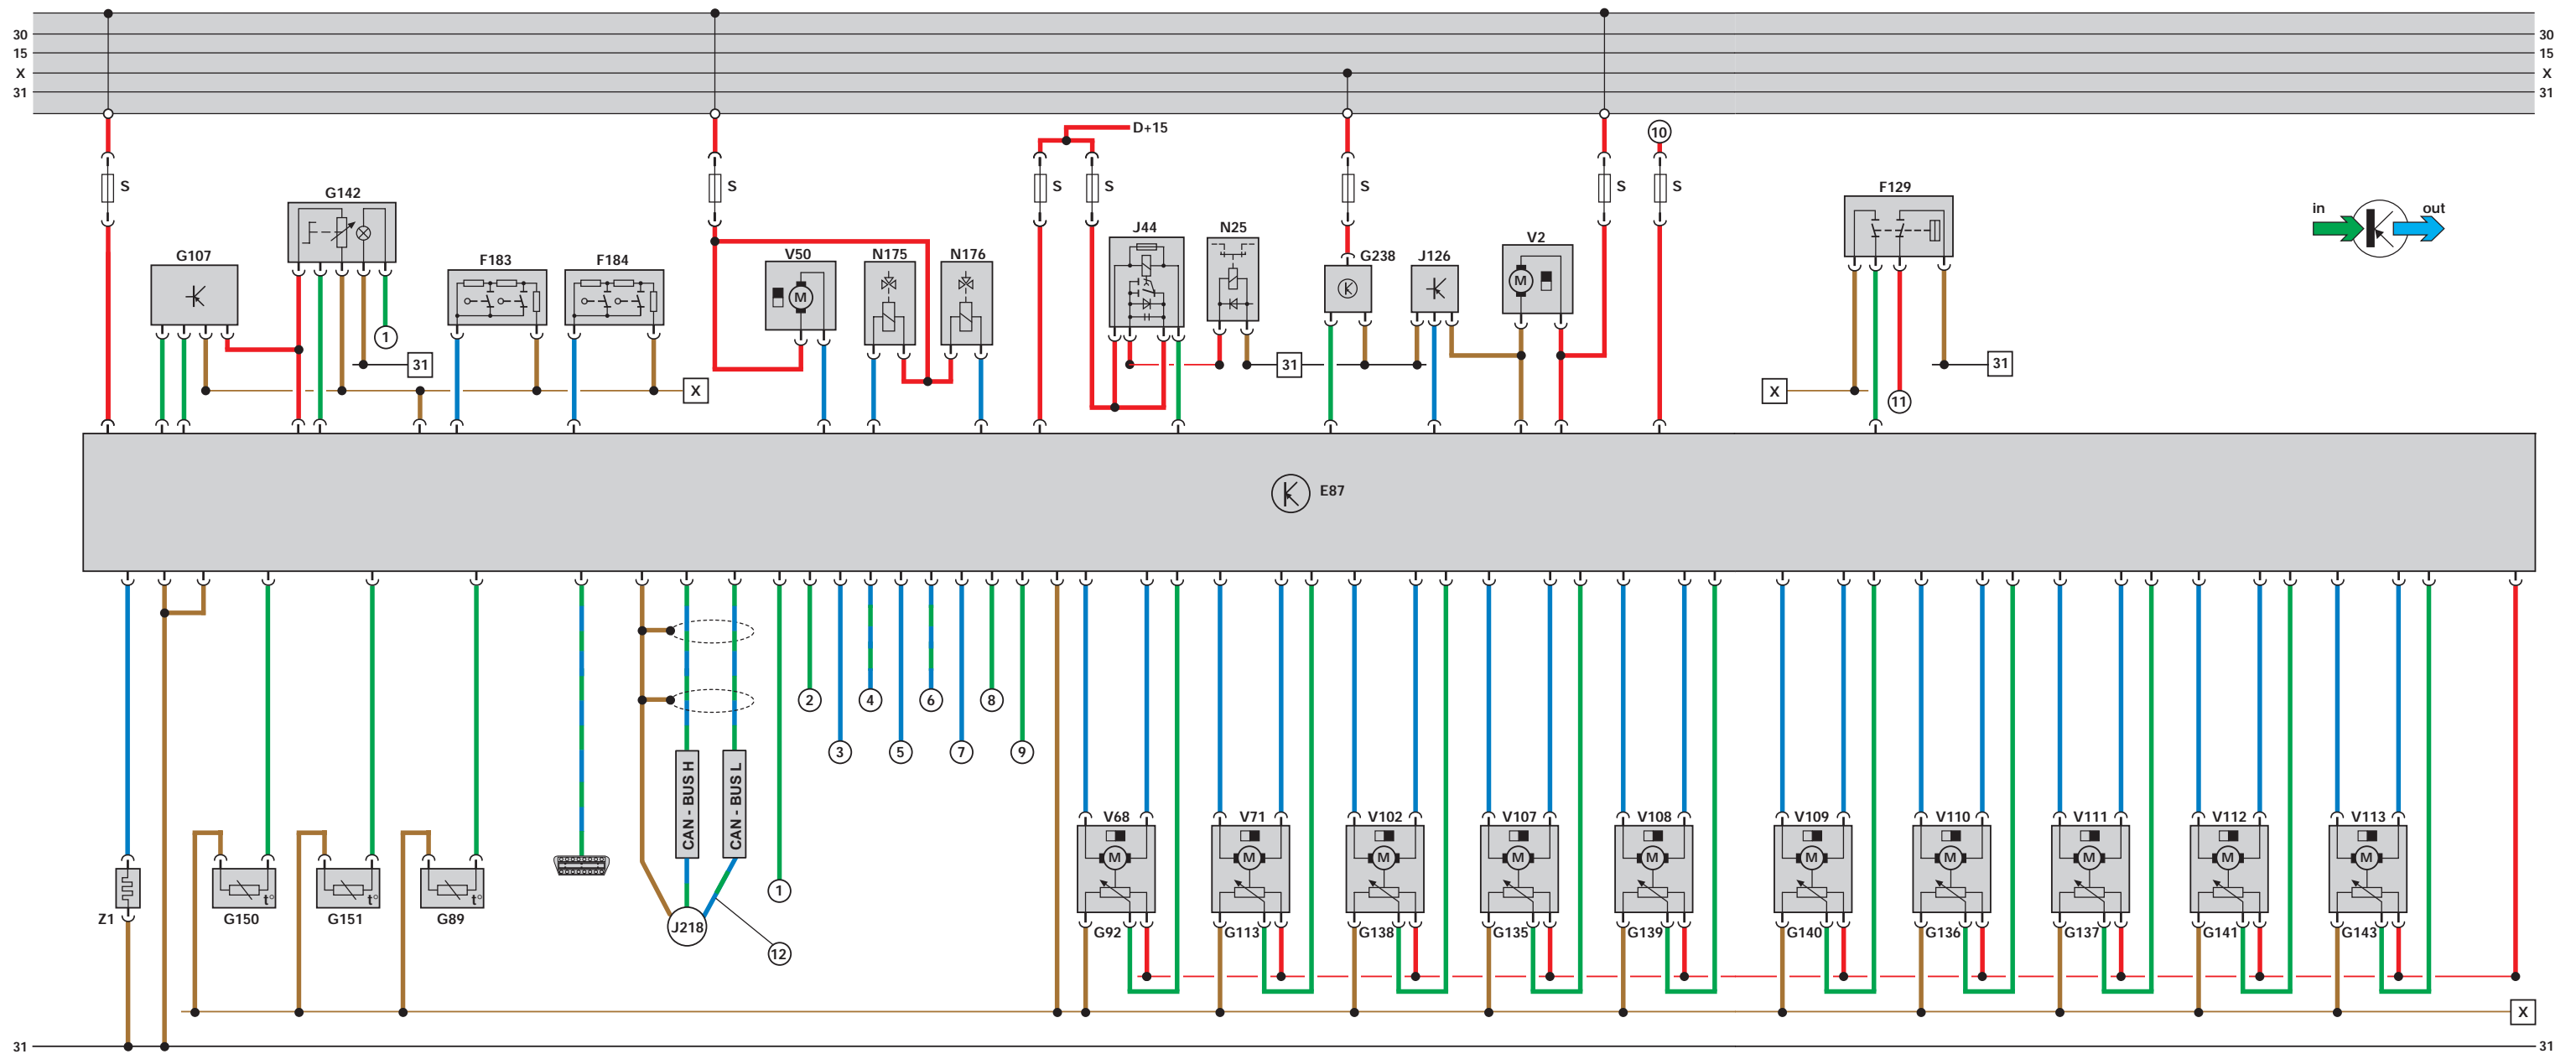 30 30
15 15
X X
31 31
D+15
10
S S S S S S S
G142 F129
in out
G107 F183 F184 V50 N175 N176 J44 N25 G238 J126 V2
M M
1 31 31 31
X X 11
E87
2 4 6 8
3 5 7 9
CAN - BUS H CAN - BUS L
V68 V71 V102 V107 V108 V109 V110 V111 V112 V113
M M M M M M M M M M
1
t° t° t°
Z1 G150 G151 G89 J218
G92 G113 G138 G135 G139 G140 G136 G137 G141 G143
12
X
31 31